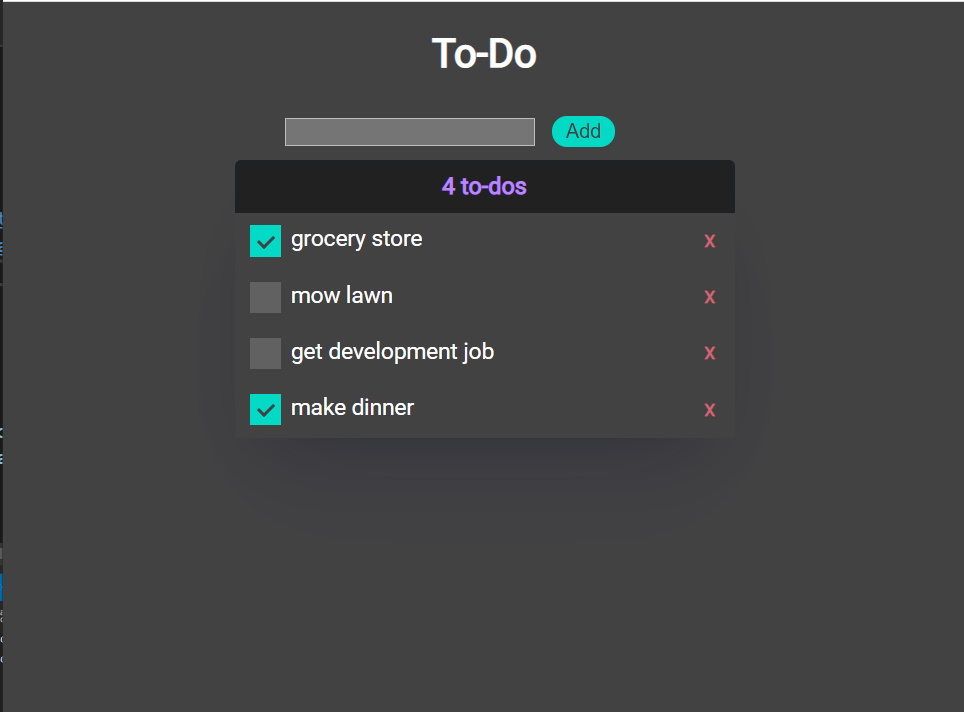 To-Do
Add
4 to-dos
grocery store x
mow lawn x
get development job x
make dinner x